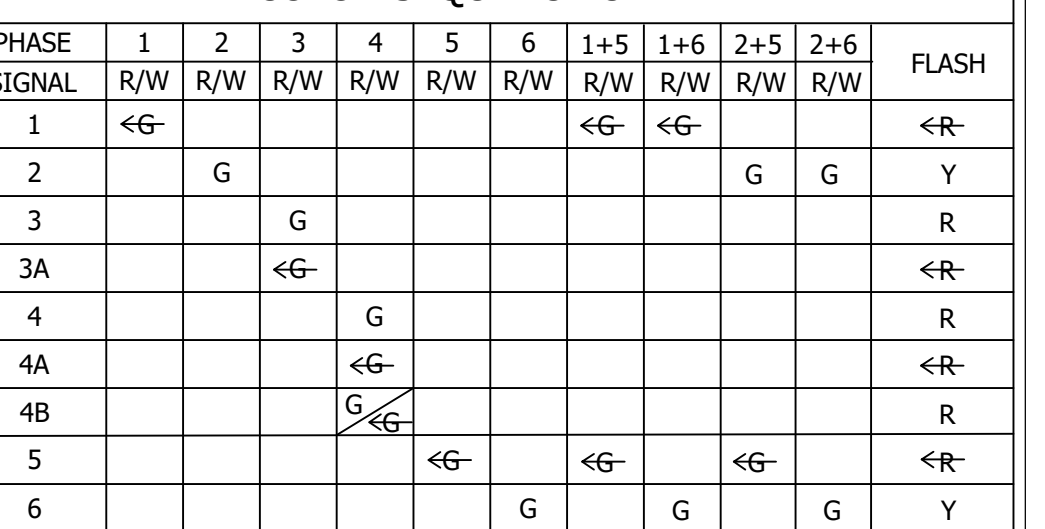 PHASE 1 2 3 4 5 6 1+5 1+6 2+5 2+6 FLASH
SIGNAL R/W R/W R/W R/W R/W R/W R/W R/W R/W R/W
1 <G <G <G <R
2 G G G Y
3 G R
3A <G <R
4 G R
4A <G <R
4B G <G R
5 <G <G <G <R
6 G G G Y